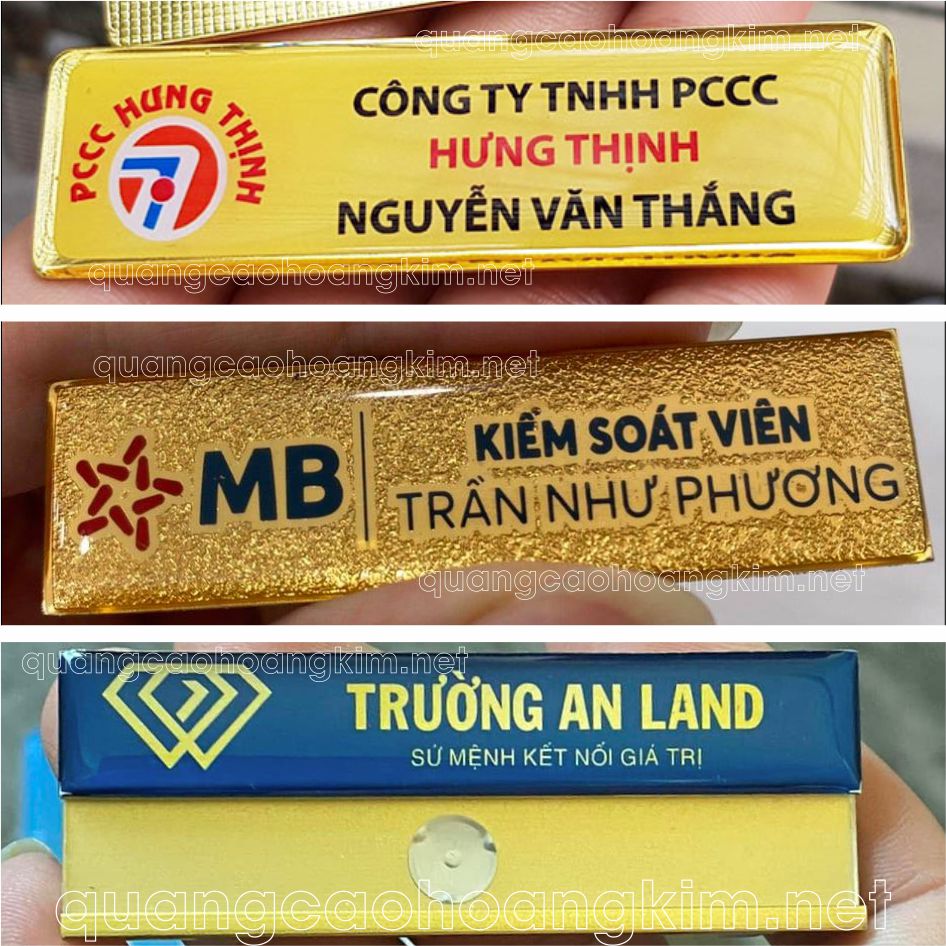 quangcaohoangkim.net
PCCC HƯNG THỊNH
CÔNG TY TNHH PCCC
HƯNG THỊNH
NGUYỄN VĂN THẮNG
quangcaohoangkim.net
quangcaohoangkim.net
MB
KIỂM SOÁT VIÊN
TRẦN NHƯ PHƯƠNG
quangcaohoangkim.net
quangcaohoangkim.net
TRƯỜNG AN LAND
SỨ MỆNH KẾT NỐI GIÁ TRỊ
quangcaohoangkim.net